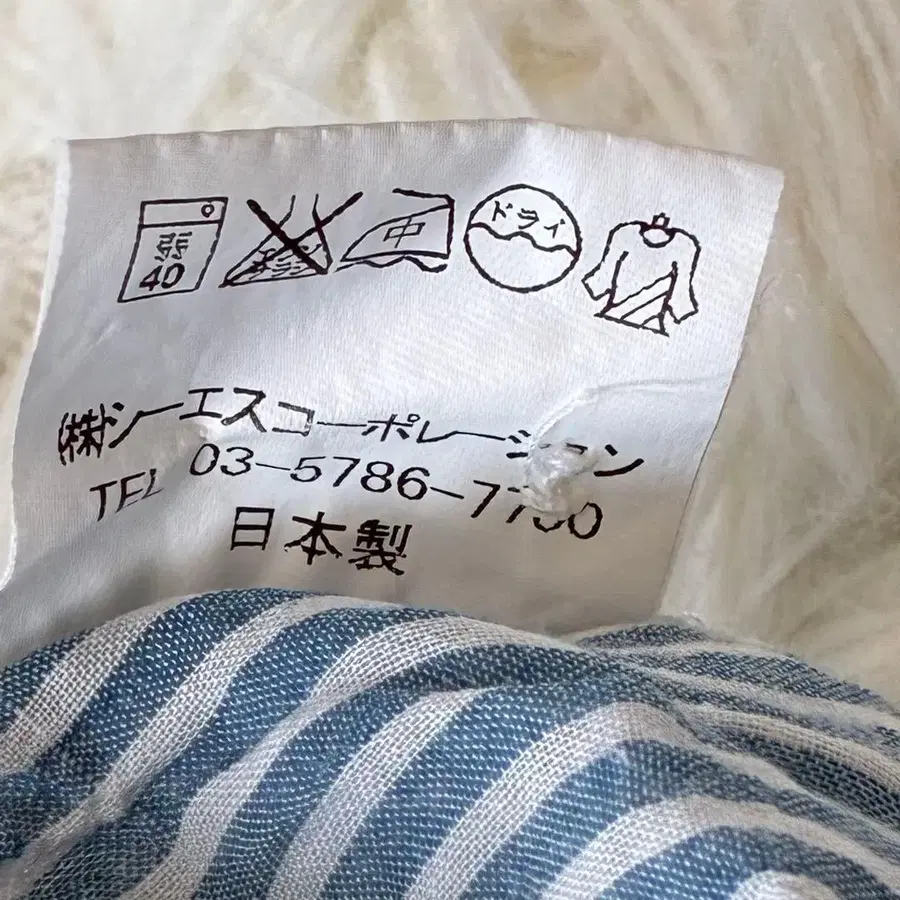 弱 40 中 ドライ
(株)シーエスコーポレーション
TEL 03-5786-
日本製